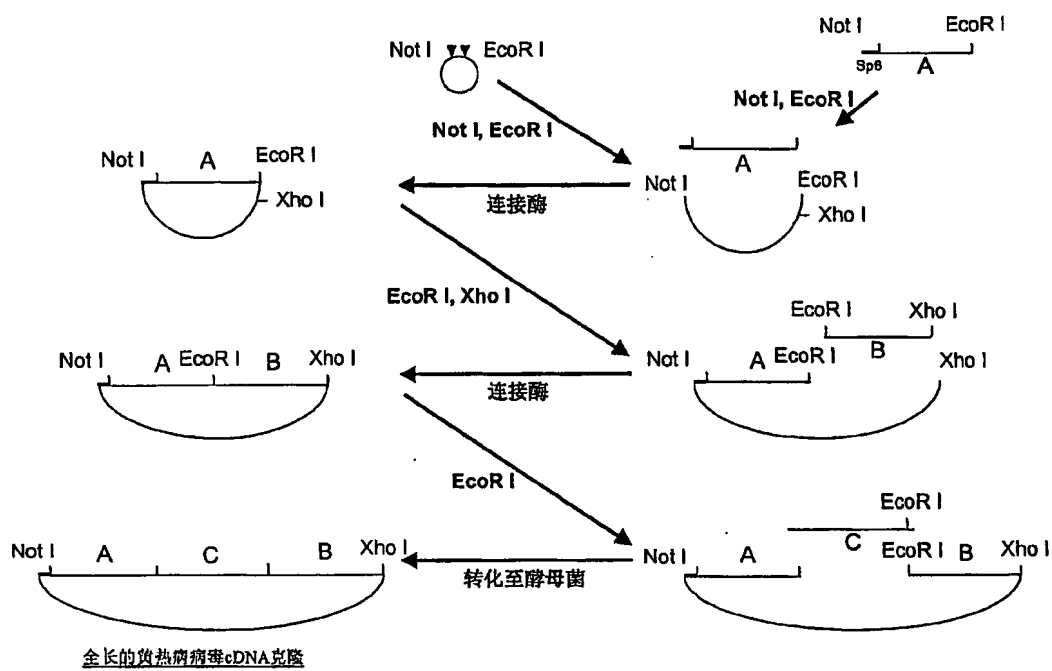 Not I EcoR I
Not I EcoR I
Sp6 A
Not I, EcoR I
Not I, EcoR I
Not I A EcoR I
Xho I
连接酶
A
Not I EcoR I
Xho I
EcoR I, Xho I
EcoR I Xho I
B
Not I A EcoR I B Xho I
连接酶
Not I A EcoR I Xho I
EcoR I
EcoR I
C
Not I A C B Xho I
转化至酵母菌
Not I A EcoR I B Xho I
全长的黄热病病毒cDNA克隆